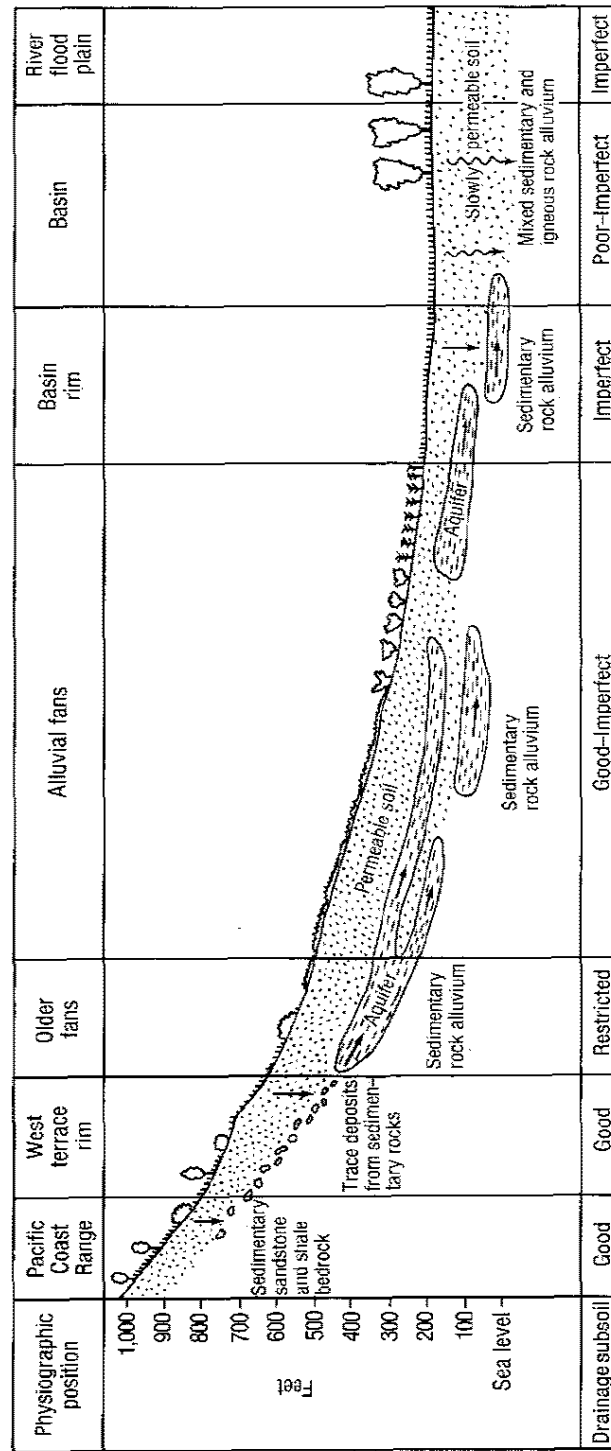 Physiographic
position
Pacific
Coast
Range
West
terrace
rim
Older
fans
Alluvial fans
Basin
rim
Basin
River
flood
plain
1,000
900
800
700
600
500
400
300
200
100
Sea level
Feet
Sedimentary
sandstone
and shale
bedrock
Trace deposits
from sedimen-
tary rocks
Aquifer
Sedimentary
rock alluvium
Permeable soil
Sedimentary
rock alluvium
Aquifer
Sedimentary
rock alluvium
Slowly permeable soil
Mixed sedimentary and
igneous rock alluvium
Drainage subsoil
Good
Good
Restricted
Good–Imperfect
Imperfect
Poor–Imperfect
Imperfect